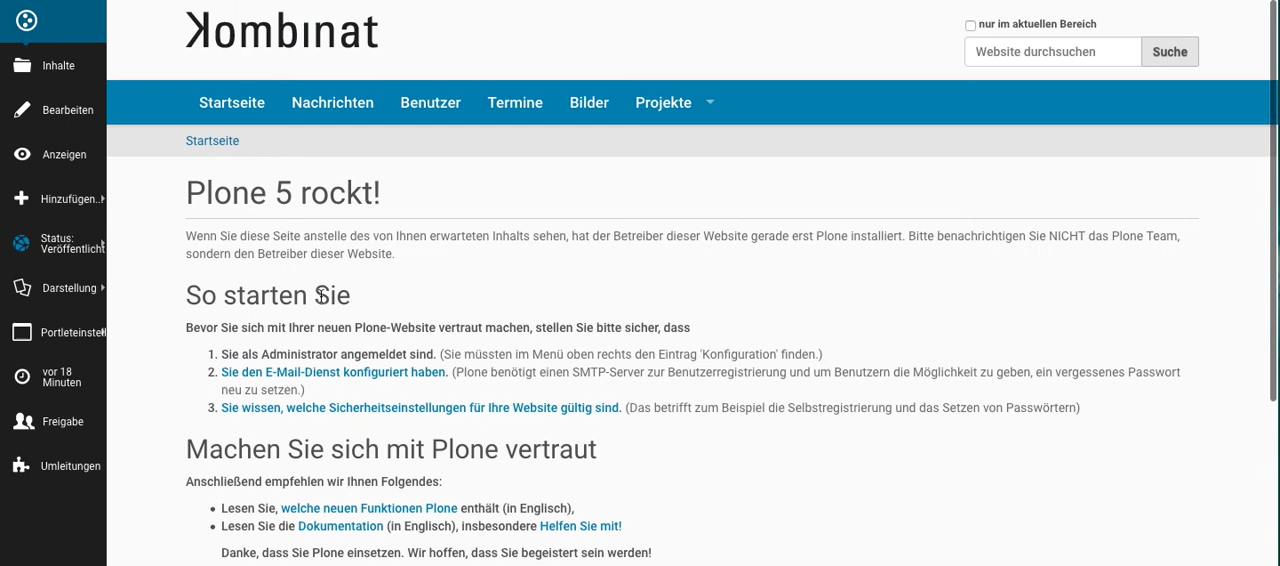 Kombinat
nur im aktuellen Bereich
Website durchsuchen
Suche
Inhalte
Bearbeiten
Anzeigen
Hinzufügen...
Status:
Veröffentlicht
Darstellung
Portleteinstell
vor 18
Minuten
Freigabe
Umleitungen
Startseite Nachrichten Benutzer Termine Bilder Projekte
Startseite
Plone 5 rockt!
Wenn Sie diese Seite anstelle des von Ihnen erwarteten Inhalts sehen, hat der Betreiber dieser Website gerade erst Plone installiert. Bitte benachrichtigen Sie NICHT das Plone Team,
sondern den Betreiber dieser Website.
So starten Sie
Bevor Sie sich mit Ihrer neuen Plone-Website vertraut machen, stellen Sie bitte sicher, dass
1. Sie als Administrator angemeldet sind. (Sie müssten im Menü oben rechts den Eintrag 'Konfiguration' finden.)
2. Sie den E-Mail-Dienst konfiguriert haben. (Plone benötigt einen SMTP-Server zur Benutzerregistrierung und um Benutzern die Möglichkeit zu geben, ein vergessenes Passwort
neu zu setzen.)
3. Sie wissen, welche Sicherheitseinstellungen für Ihre Website gültig sind. (Das betrifft zum Beispiel die Selbstregistrierung und das Setzen von Passwörtern)
Machen Sie sich mit Plone vertraut
Anschließend empfehlen wir Ihnen Folgendes:
• Lesen Sie, welche neuen Funktionen Plone enthält (in Englisch),
• Lesen Sie die Dokumentation (in Englisch), insbesondere Helfen Sie mit!
Danke, dass Sie Plone einsetzen. Wir hoffen, dass Sie begeistert sein werden!